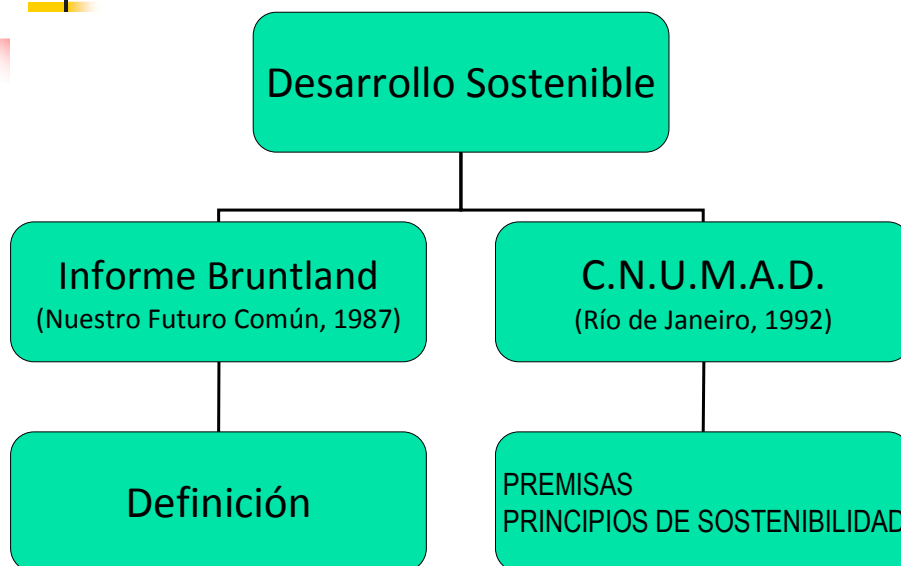 Desarrollo Sostenible
Informe Bruntland
(Nuestro Futuro Común, 1987)
C.N.U.M.A.D.
(Río de Janeiro, 1992)
Definición
PREMISAS
PRINCIPIOS DE SOSTENIBILIDAD